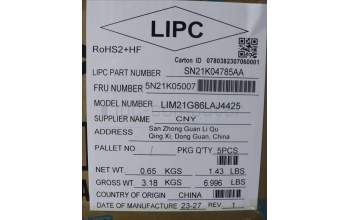 LIPC
RoHS2+HF
Carton ID 0780382307060001
LIPC PART NUMBER SN21K04785AA
FRU NUMBER 5N21K05007
MODEL NUMBER LIM21G86LAJ4425
SUPPLIER NAME CNY
ADDRESS San Zhong Guan Li Qu
Qing Xi, Dong Guan, China
PALLET NO / PKG Q'TY 5PCS
NET WT 0.65 KGS 1.43 LBS
GROSS WT 3.18 KGS 6.996 LBS
COUNTRY OF ORIGIN CHINA
DATE OF MANUFACTURE 23-27 REV 1